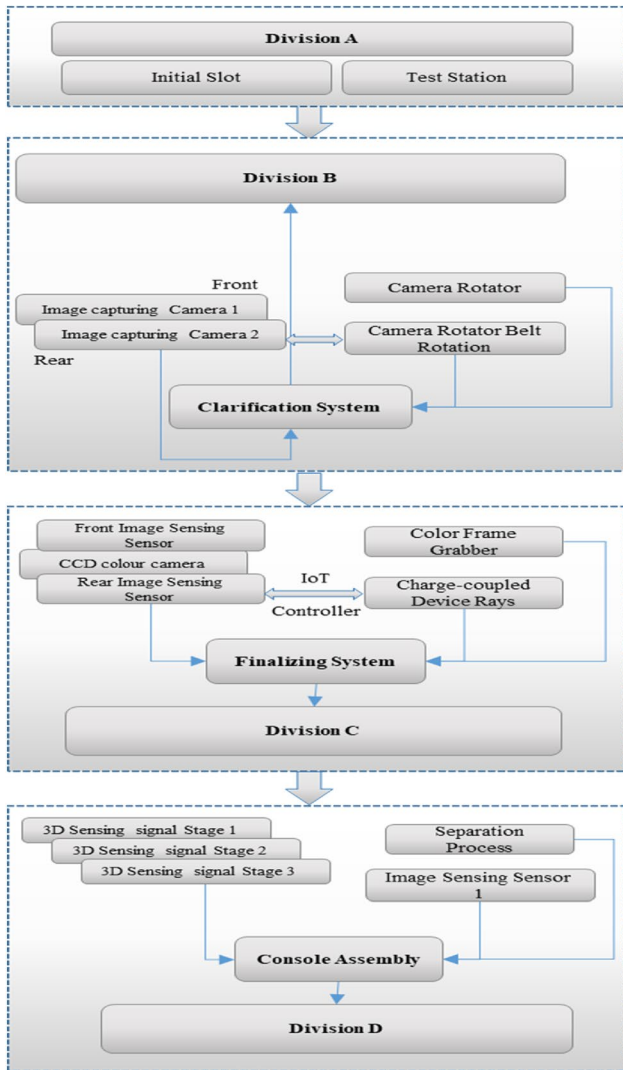 Division A
Initial Slot
Test Station
Division B
Front
Image capturing Camera 1
Image capturing Camera 2
Rear
Camera Rotator
Camera Rotator Belt
Rotation
Clarification System
Front Image Sensing
Sensor
CCD colour camera
Rear Image Sensing
Sensor
IoT
Controller
Color Frame
Grabber
Charge-coupled
Device Rays
Finalizing System
Division C
3D Sensing signal Stage 1
3D Sensing signal Stage 2
3D Sensing signal Stage 3
Separation
Process
Image Sensing Sensor
1
Console Assembly
Division D